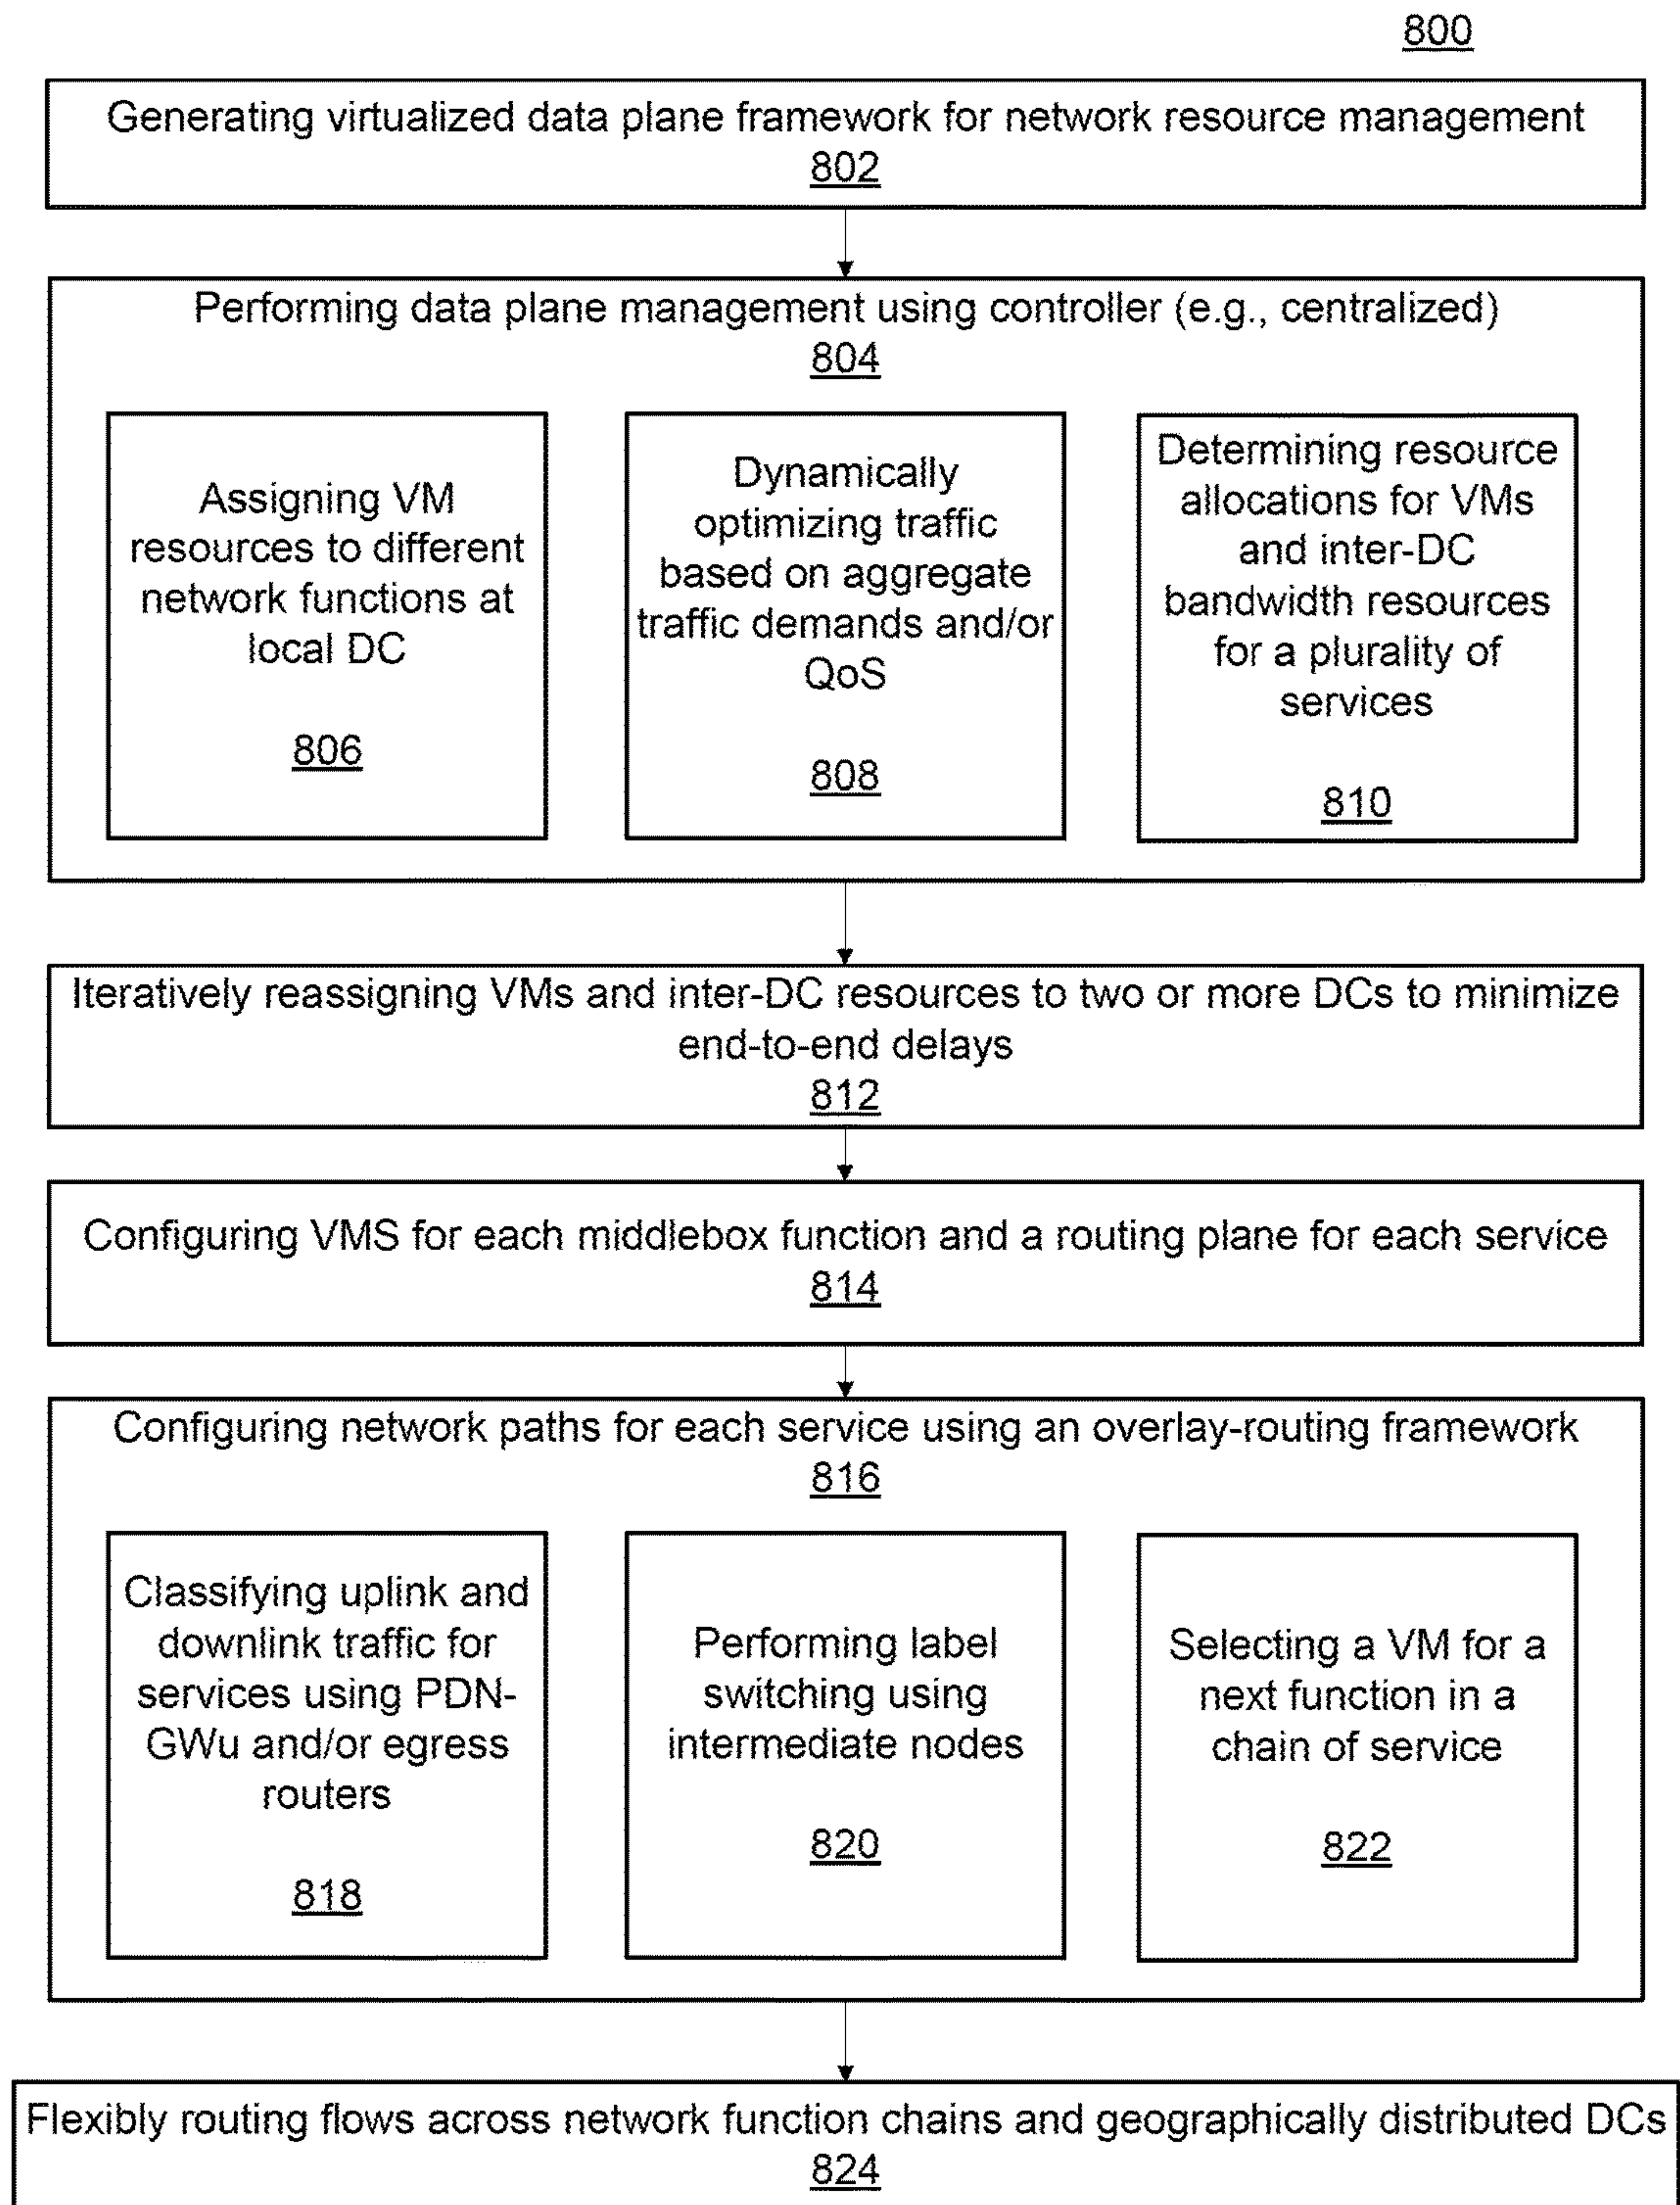 800
Generating virtualized data plane framework for network resource management
802
Performing data plane management using controller (e.g., centralized)
804
Assigning VM
resources to different
network functions at
local DC
806
Dynamically
optimizing traffic
based on aggregate
traffic demands and/or
QoS
808
Determining resource
allocations for VMs
and inter-DC
bandwidth resources
for a plurality of
services
810
Iteratively reassigning VMs and inter-DC resources to two or more DCs to minimize
end-to-end delays
812
Configuring VMS for each middlebox function and a routing plane for each service
814
Configuring network paths for each service using an overlay-routing framework
816
Classifying uplink and
downlink traffic for
services using PDN-
GWu and/or egress
routers
818
Performing label
switching using
intermediate nodes
820
Selecting a VM for a
next function in a
chain of service
822
Flexibly routing flows across network function chains and geographically distributed DCs
824